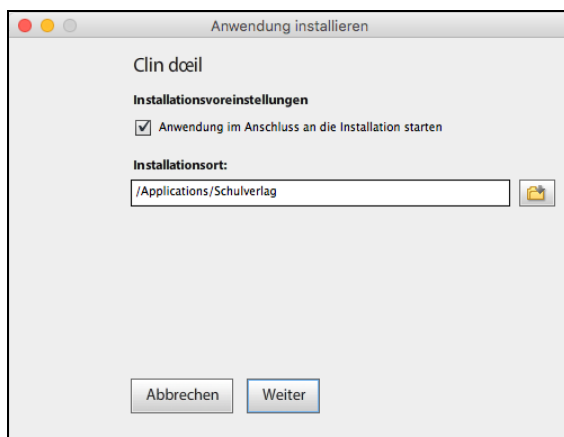 Anwendung installieren
Clin dœil
Installationsvoreinstellungen
Anwendung im Anschluss an die Installation starten
Installationsort:
/Applications/Schulverlag
Abbrechen Weiter